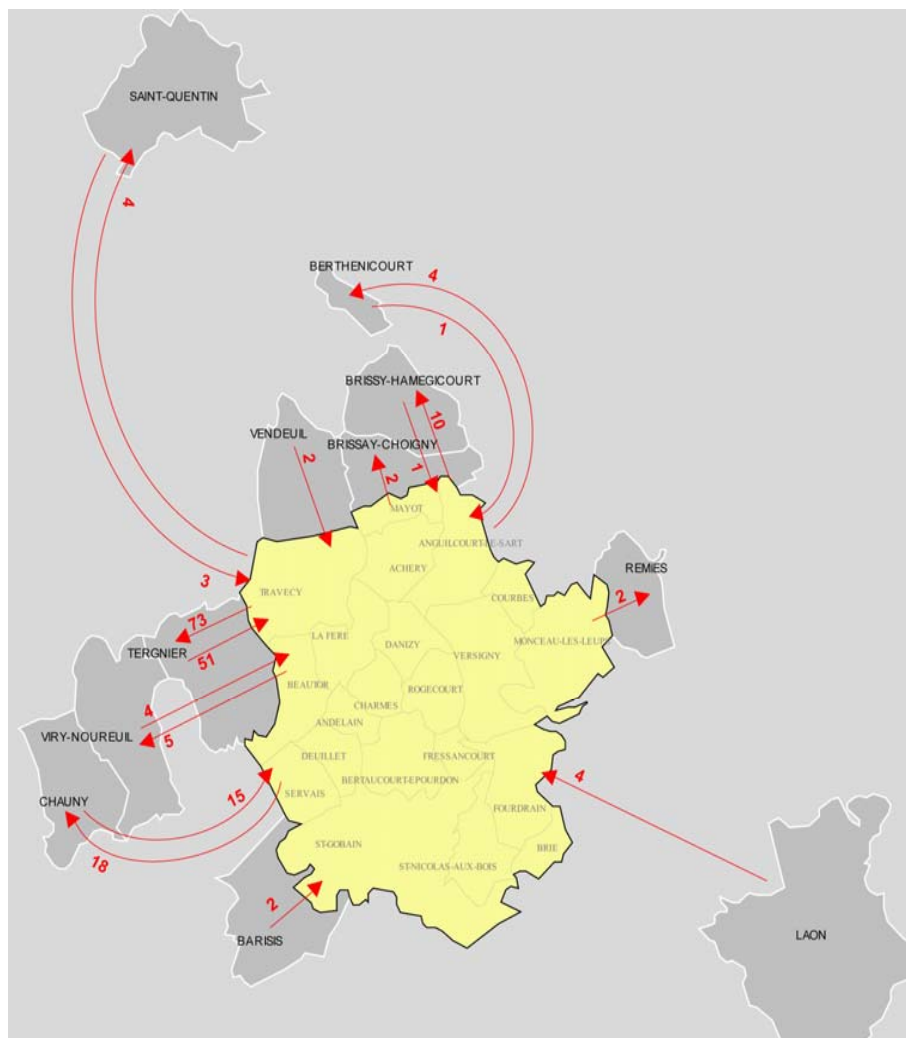 SAINT-QUENTIN
4
BERTHENICOURT
4
1
BRISSY-HAMEGICOURT
10
VENDEUIL
2
BRISSAY-CHOIGNY
1
2
MAYOT
ANGUILCOURT-LE-SART
ACHERY
REMIES
3
TRAVECY
COURBES
2
73
TERGNIER
51
LA FERE
DANIZY
MONCEAU-LES-LEUPS
VERSIGNY
BEAUTOR
ROGECOURT
4
CHARMES
VIRY-NOUREUIL
5
ANDELAIN
DEUILLET
FRESSANCOURT
4
BERTAUCOURT-EPOURDON
CHAUNY
15
SERVAIS
FOURDRAIN
18
ST-GOBAIN
BRIE
ST-NICOLAS-AUX-BOIS
2
BARISIS
LAON